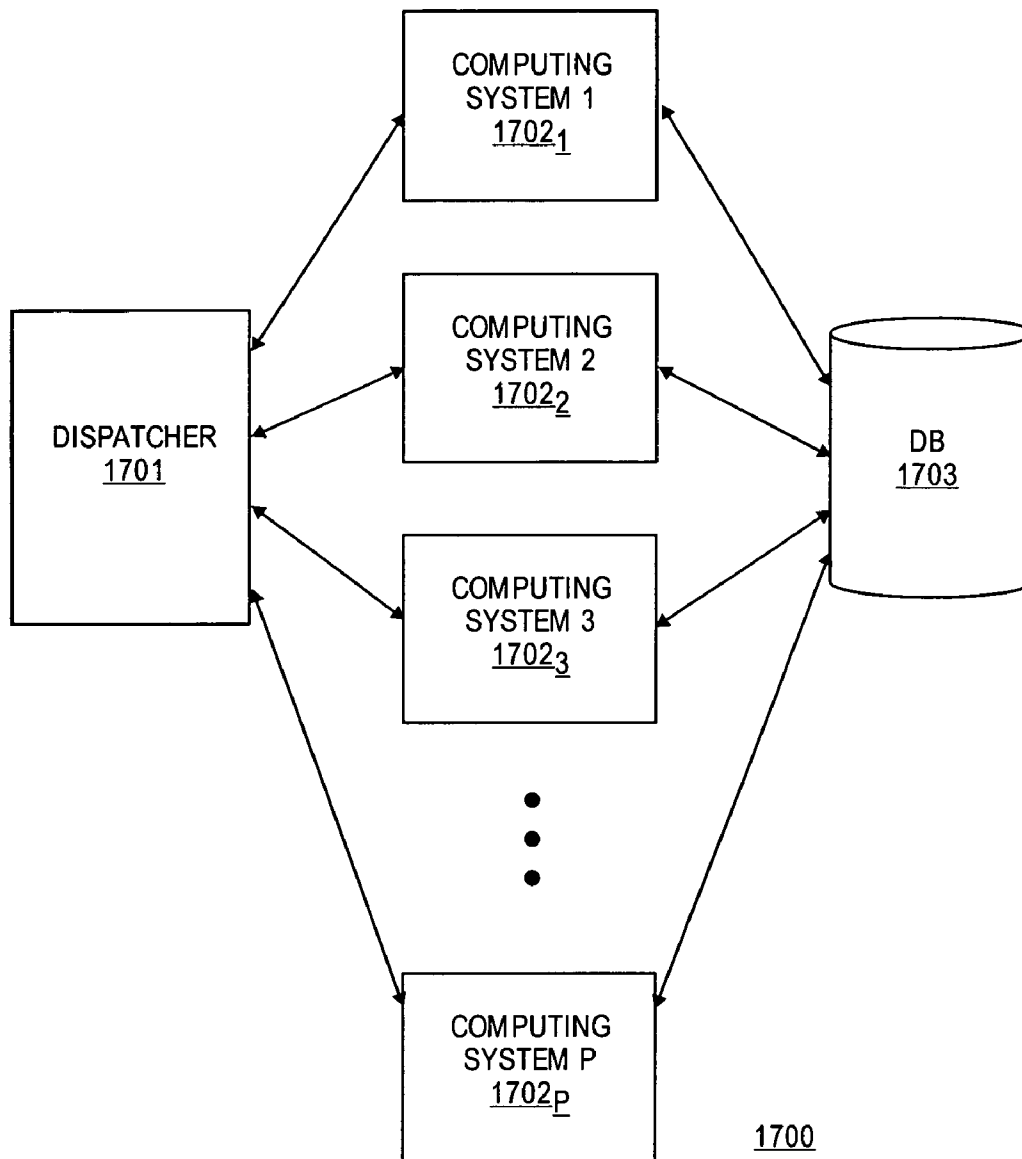 COMPUTING
SYSTEM 1
1702₁
COMPUTING
SYSTEM 2
1702₂
DISPATCHER
1701
DB
1703
COMPUTING
SYSTEM 3
1702₃
COMPUTING
SYSTEM P
1702P
1700